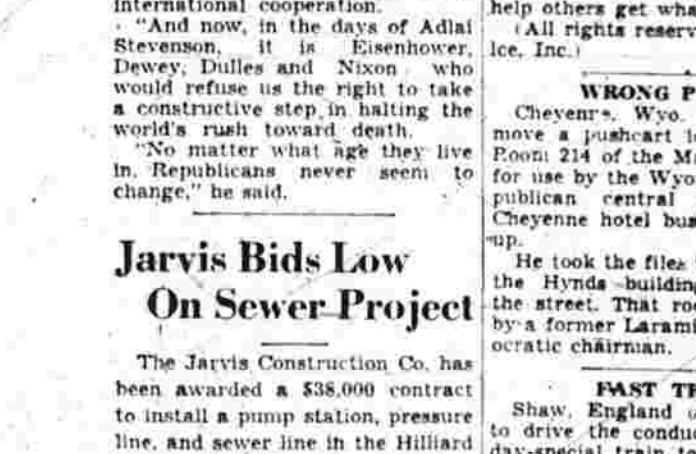 international cooperation.
"And now, in the days of Adlai
Stevenson, it is Eisenhower,
Dewey, Dulles and Nixon who
would refuse us the right to take
a constructive step in halting the
world's rush toward death.
"No matter what age they live
in, Republicans never seem to
change," he said.
Jarvis Bids Low
On Sewer Project
The Jarvis Construction Co. has
been awarded a $38,000 contract
to install a pump station, pressure
line, and sewer line in the Hilliard
help others get wha
(All rights reserv
ice, Inc.)
WRONG P
Cheyenne, Wyo.
move a pushcart
Room 214 of the M
for use by the Wyo
publican central
Cheyenne hotel bus
up.
He took the files
the Hynds building
the street. That ro
by a former Larami
ocratic chairman.
FAST T
Shaw, England
to drive the conduc
day-special train to